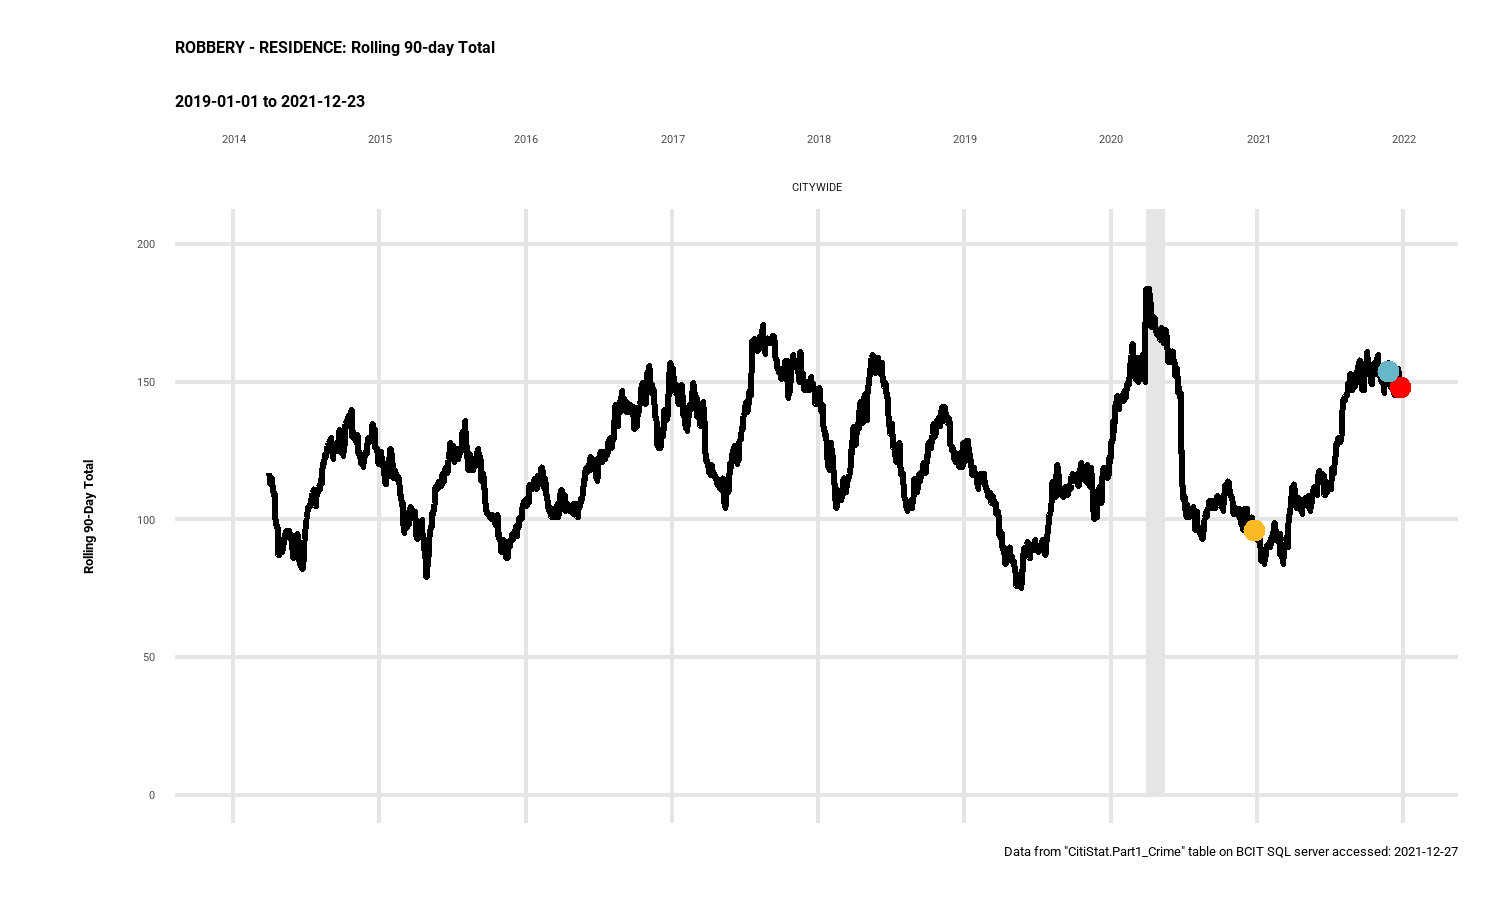 ROBBERY - RESIDENCE: Rolling 90-day Total
2019-01-01 to 2021-12-23
2014 2015 2016 2017 2018 2019 2020 2021 2022
CITYWIDE
200
150
100
50
0
Rolling 90-Day Total
Data from "CitiStat.Part1_Crime" table on BCIT SQL server accessed: 2021-12-27